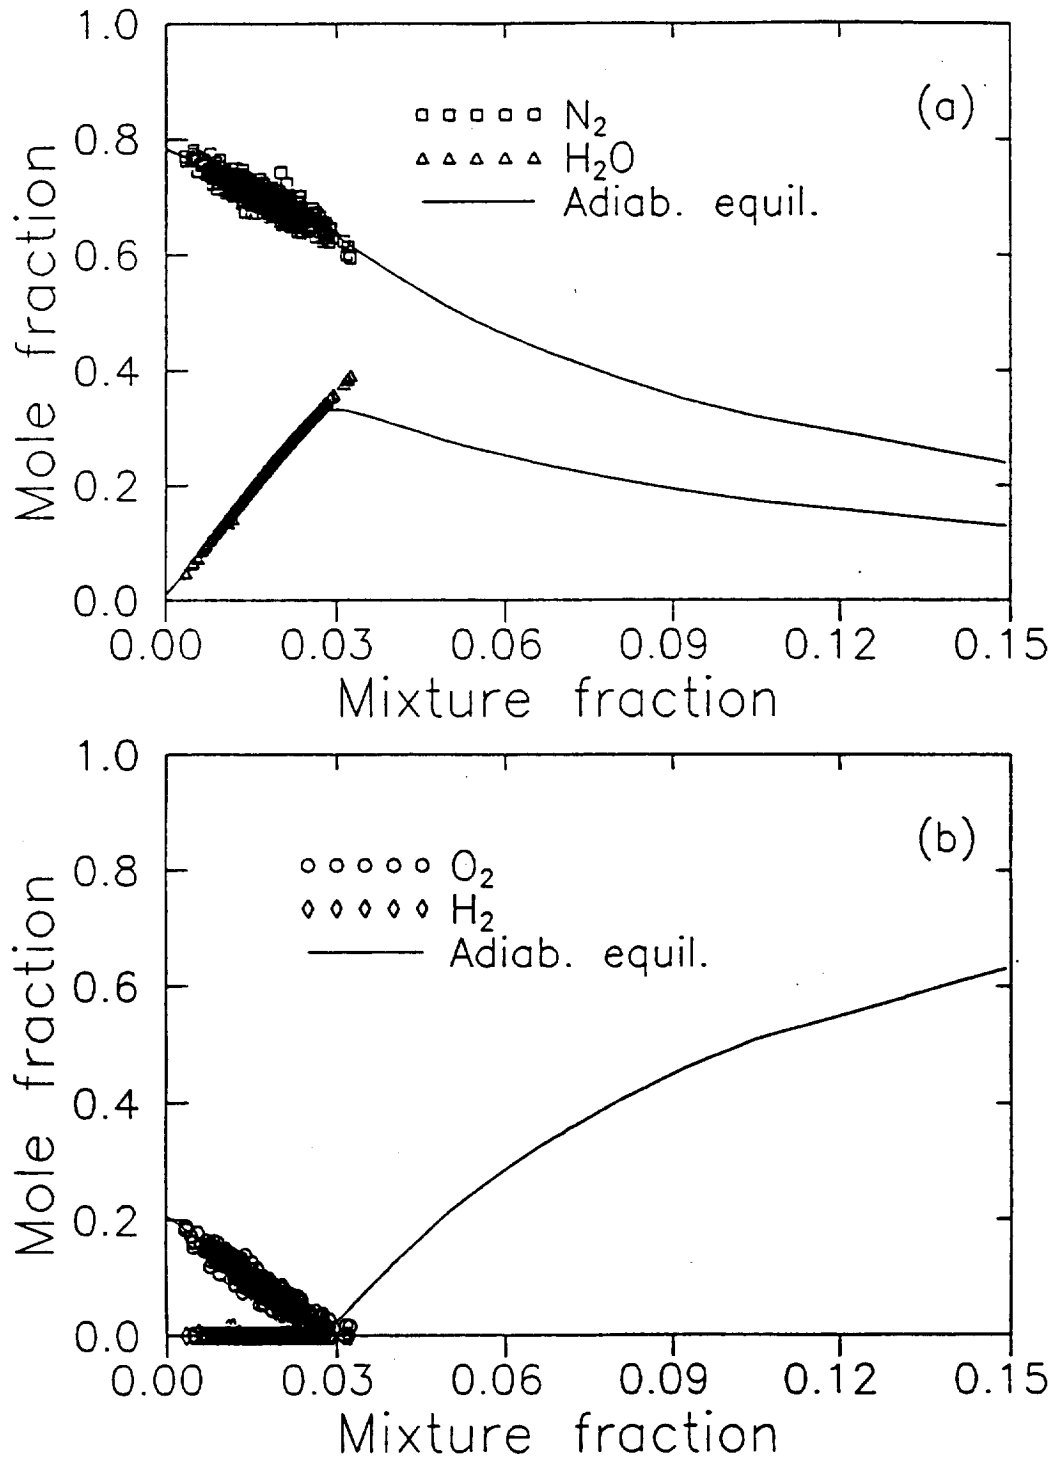 1.0
(a)
N2
H2O
Adiab. equil.
0.8
0.6
0.4
0.2
0.0
Mole fraction
0.00 0.03 0.06 0.09 0.12 0.15
Mixture fraction
1.0
(b)
O2
H2
Adiab. equil.
0.8
0.6
0.4
0.2
0.0
Mole fraction
0.00 0.03 0.06 0.09 0.12 0.15
Mixture fraction